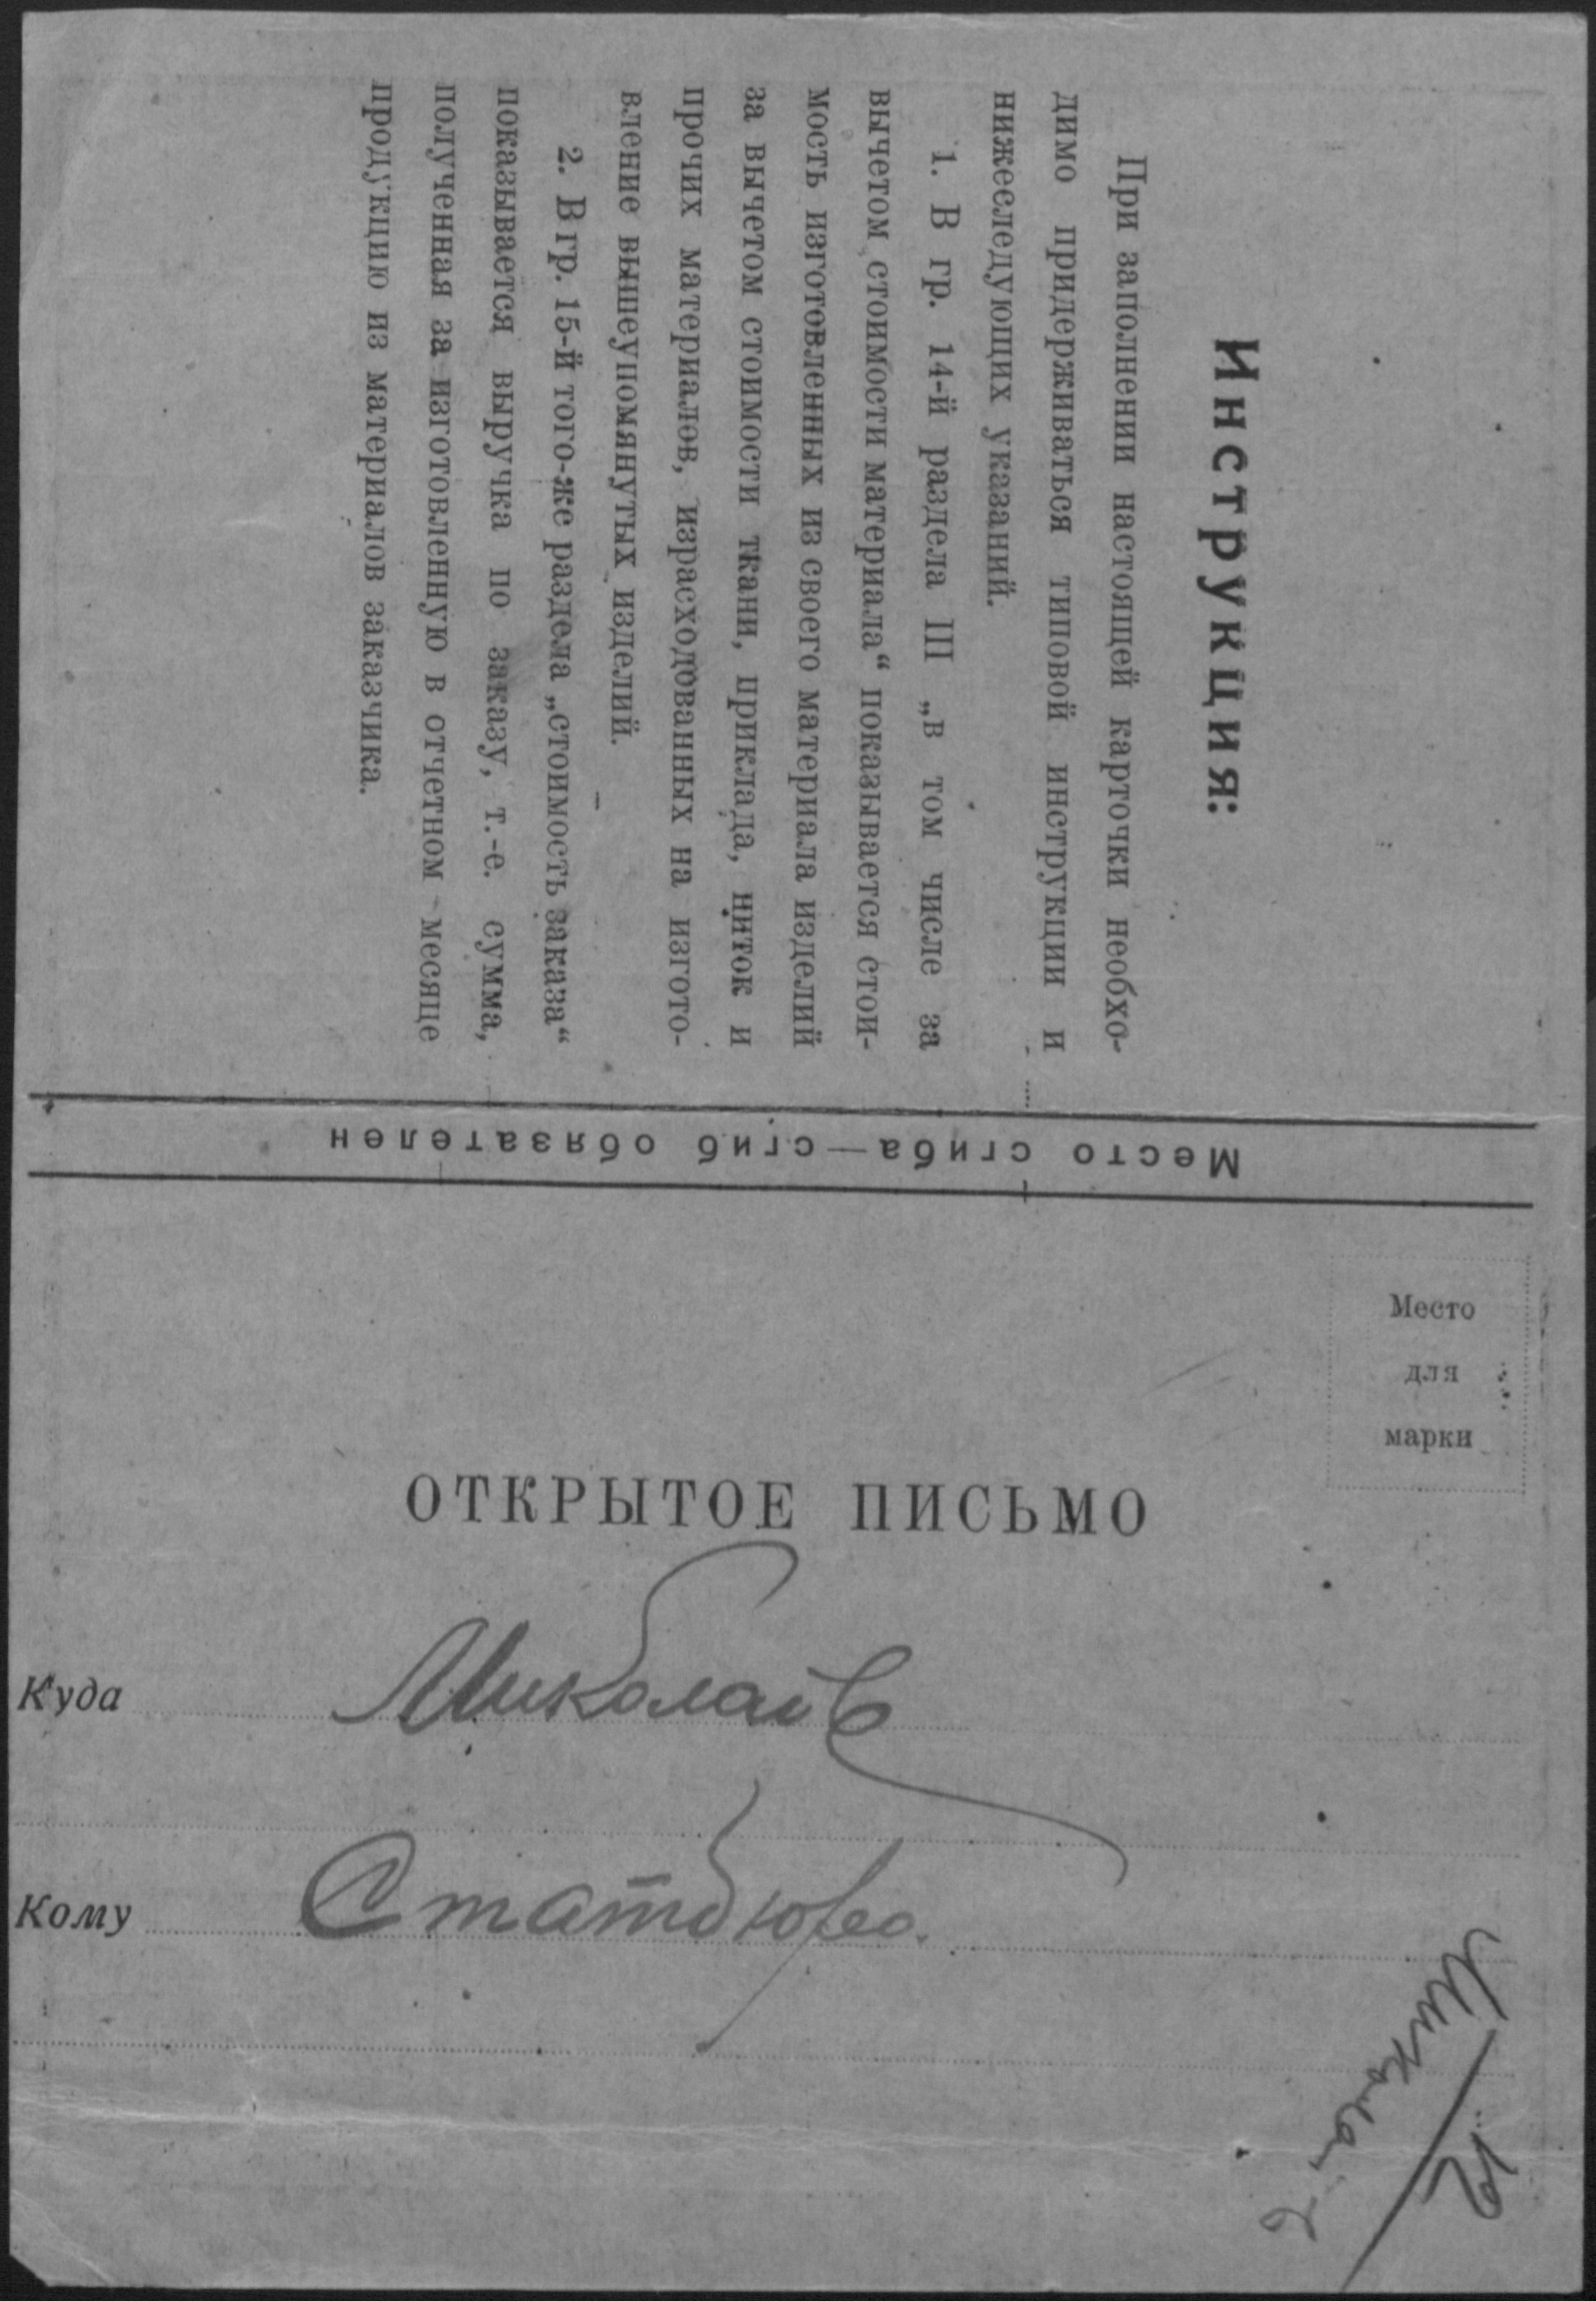 Инструкция:
При заполнении настоящей карточки необхо-
димо придерживаться типовой инструкции и
нижеследующих указаний.
1. В гр. 14-й раздела III „в том числе за
вычетом стоимости материала“ показывается стои-
мость изготовленных из своего материала изделий
за вычетом стоимости ткани, приклада, ниток и
прочих материалов, израсходованных на изгото-
вление вышеупомянутых изделий.
2. В гр. 15-й того-же раздела „стоимость заказа“
показывается выручка по заказу, т.-е. сумма,
полученная за изготовленную в отчетном месяце
продукцию из материалов заказчика.
Место сгиба—сгиб обязателен
Место
для
марки
ОТКРЫТОЕ ПИСЬМО
Куда Миколаїв
Кому Статбюро.
Миколаїв